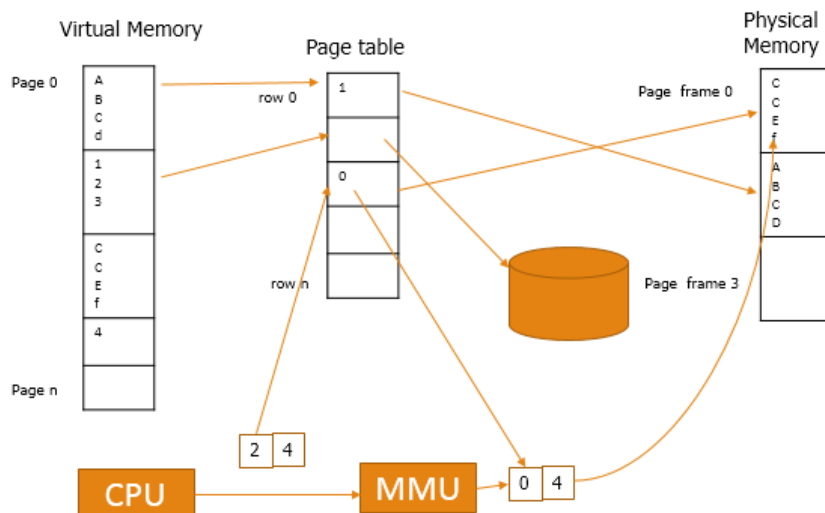 Virtual Memory
Page table
Physical
Memory
Page 0
A
B
C
d
1
2
3
C
C
E
f
4
Page n
row 0
1
0
row n
Page frame 0
C
C
E
f
A
B
C
D
Page frame 3
2 4
CPU
MMU
0 4